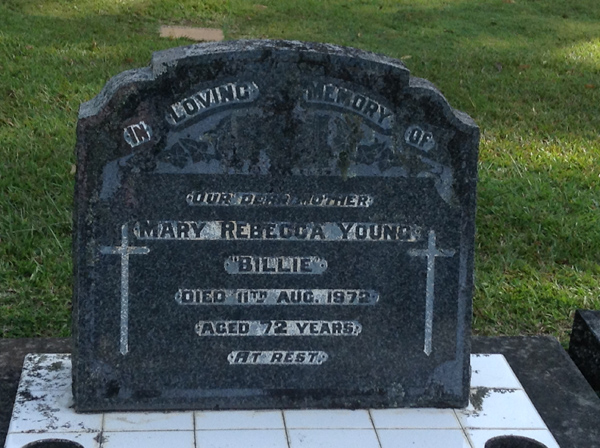 IN LOVING MEMORY OF
OUR DEAR MOTHER
MARY REBECCA YOUNG
"BILLIE"
DIED 11TH AUG. 1972
AGED 72 YEARS.
AT REST.